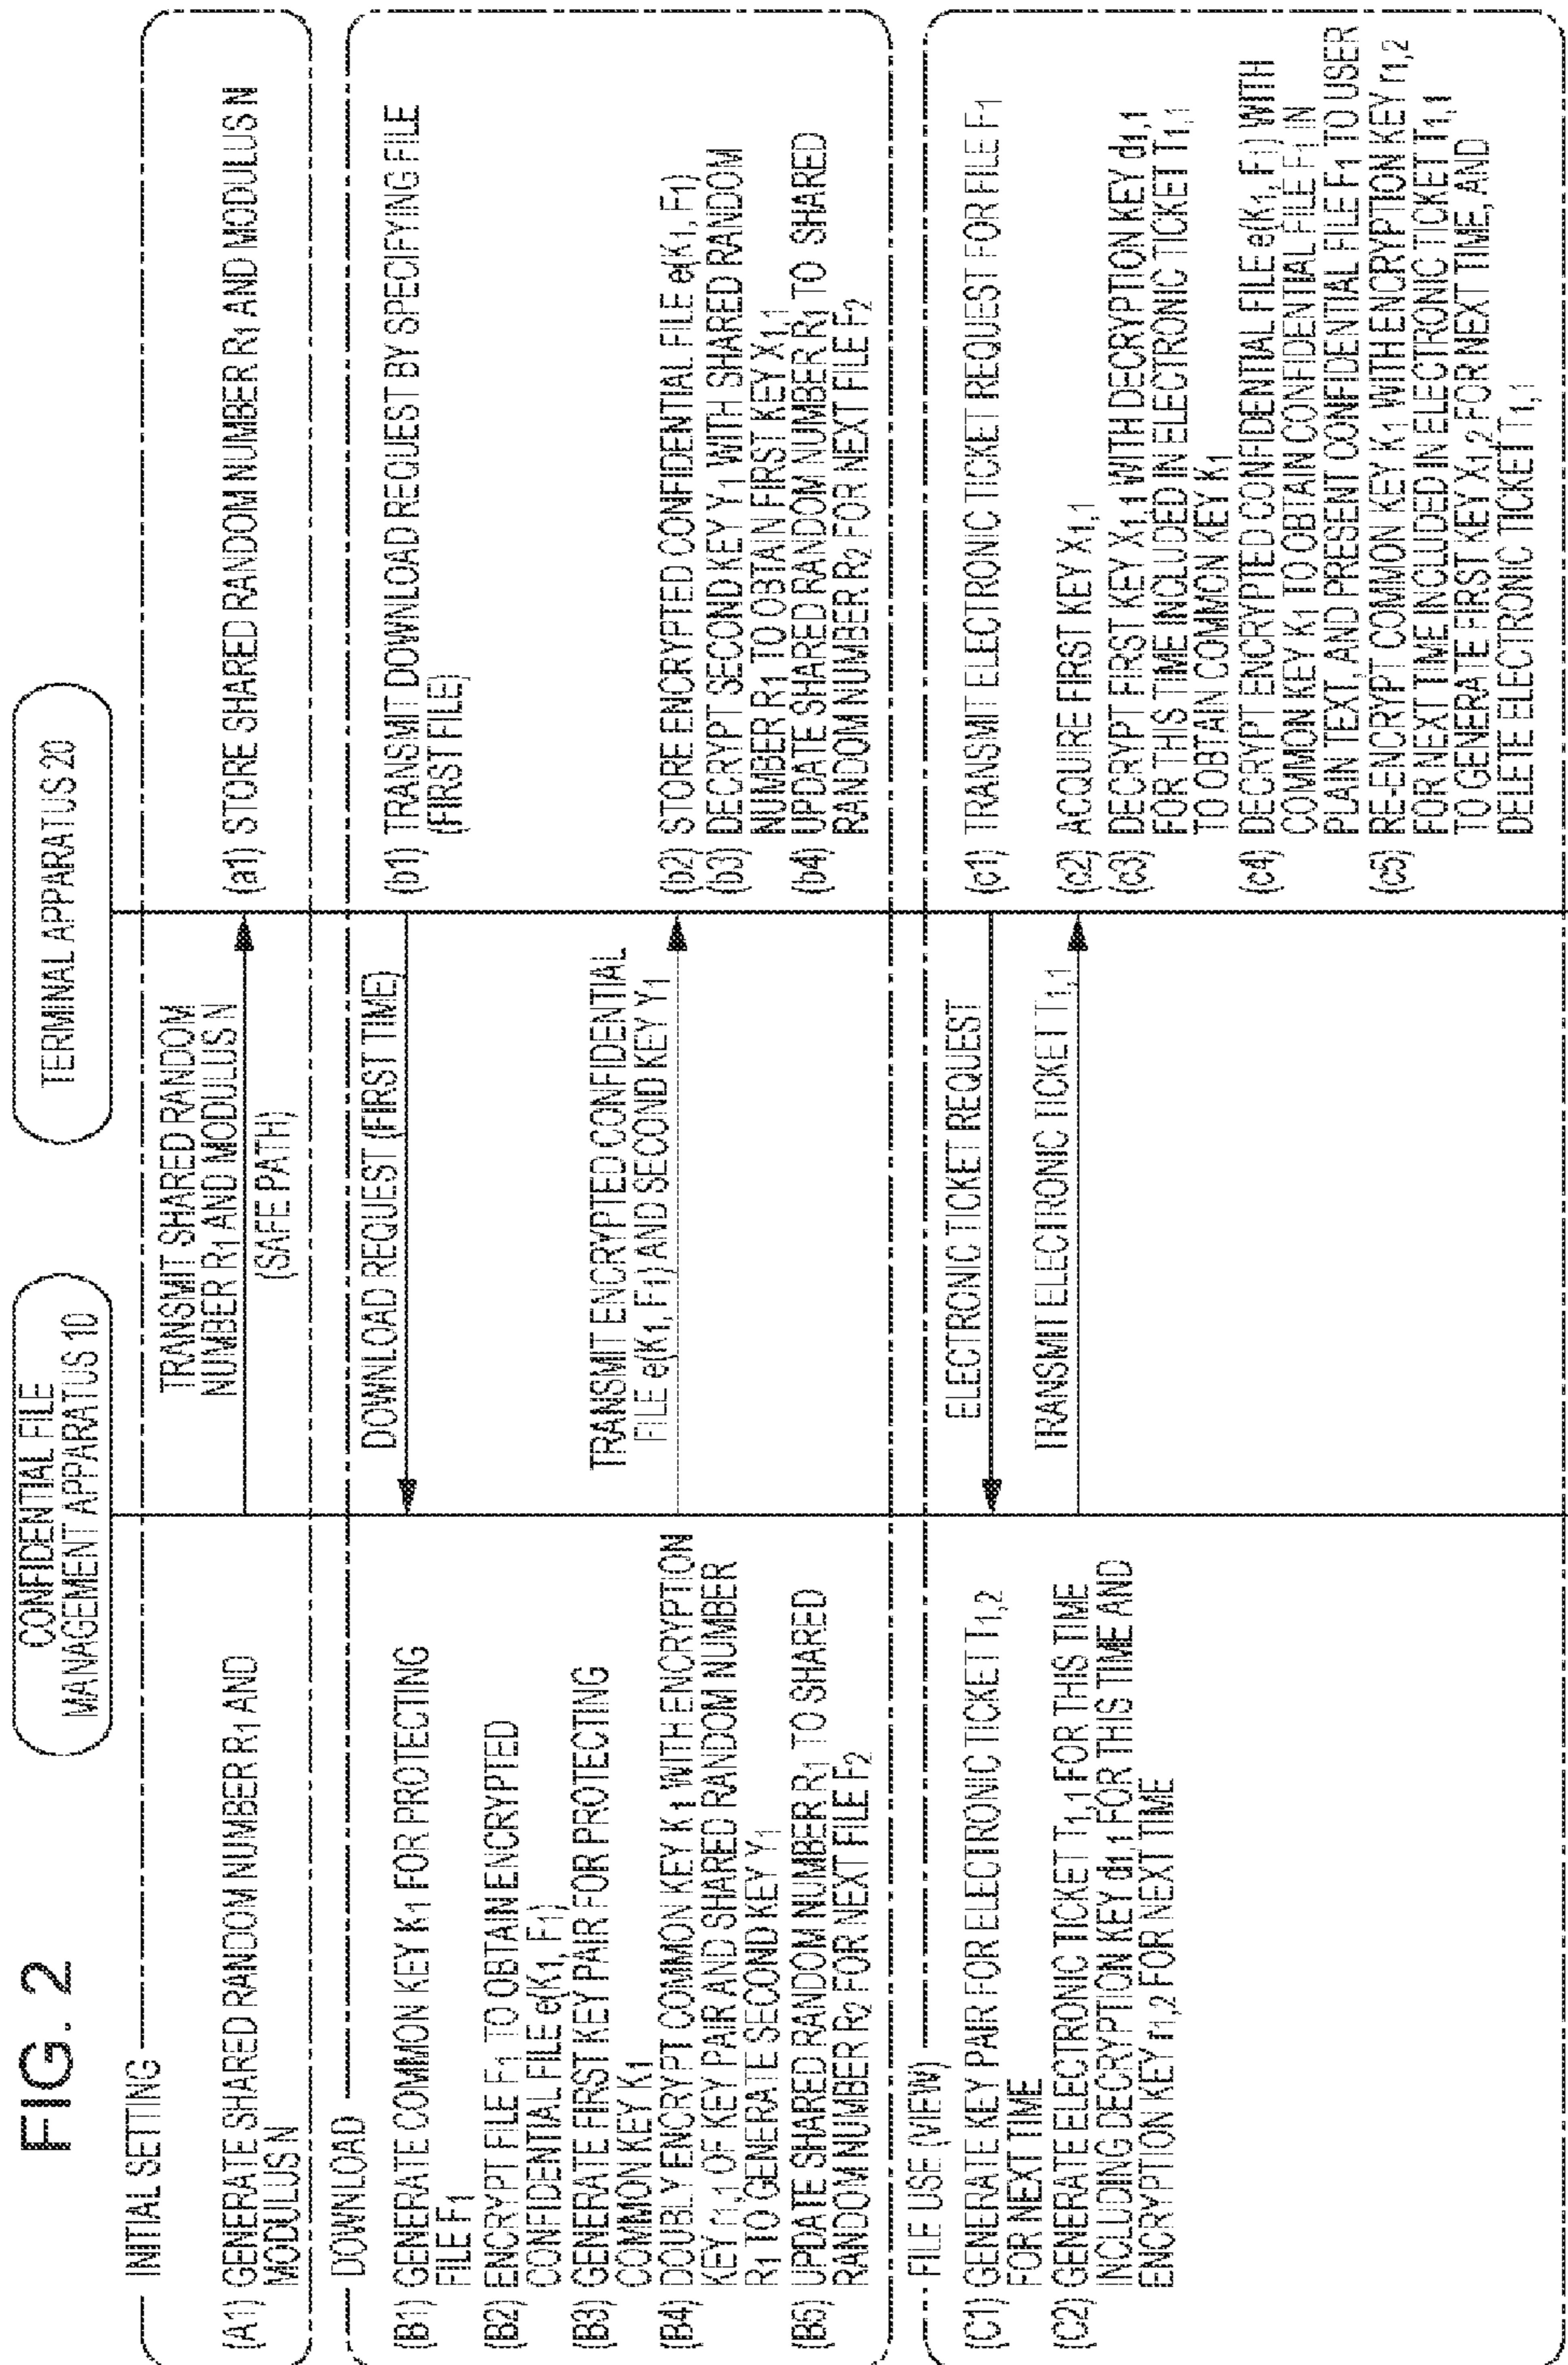 FIG. 2
CONFIDENTIAL FILE
MANAGEMENT APPARATUS 10
TERMINAL APPARATUS 20
INITIAL SETTING
(A1) GENERATE SHARED RANDOM NUMBER R1 AND
MODULUS N
TRANSMIT SHARED RANDOM
NUMBER R1 AND MODULUS N
(SAFE PATH)
(a1) STORE SHARED RANDOM NUMBER R1 AND MODULUS N
DOWNLOAD
DOWNLOAD REQUEST (FIRST TIME)
(b1) TRANSMIT DOWNLOAD REQUEST BY SPECIFYING FILE
(FIRST FILE)
(B1) GENERATE COMMON KEY K1 FOR PROTECTING
FILE F1
(B2) ENCRYPT FILE F1 TO OBTAIN ENCRYPTED
CONFIDENTIAL FILE e(K1, F1)
(B3) GENERATE FIRST KEY PAIR FOR PROTECTING
COMMON KEY K1
(B4) DOUBLY ENCRYPT COMMON KEY K1 WITH ENCRYPTION
KEY r1,1 OF KEY PAIR AND SHARED RANDOM NUMBER
R1 TO GENERATE SECOND KEY Y1
(B5) UPDATE SHARED RANDOM NUMBER R1 TO SHARED
RANDOM NUMBER R2 FOR NEXT FILE F2
TRANSMIT ENCRYPTED CONFIDENTIAL
FILE e(K1, F1) AND SECOND KEY Y1
(b2) STORE ENCRYPTED CONFIDENTIAL FILE e(K1, F1)
(b3) DECRYPT SECOND KEY Y1 WITH SHARED RANDOM
NUMBER R1 TO OBTAIN FIRST KEY X1,1
(b4) UPDATE SHARED RANDOM NUMBER R1 TO SHARED
RANDOM NUMBER R2 FOR NEXT FILE F2
FILE USE (VIEW)
ELECTRONIC TICKET REQUEST
(c1) TRANSMIT ELECTRONIC TICKET REQUEST FOR FILE F1
(C1) GENERATE KEY PAIR FOR ELECTRONIC TICKET T1,2
FOR NEXT TIME
(C2) GENERATE ELECTRONIC TICKET T1,1 FOR THIS TIME
INCLUDING DECRYPTION KEY d1,1 FOR THIS TIME AND
ENCRYPTION KEY r1,2 FOR NEXT TIME
TRANSMIT ELECTRONIC TICKET T1,1
(c2) ACQUIRE FIRST KEY X1,1
(c3) DECRYPT FIRST KEY X1,1 WITH DECRYPTION KEY d1,1
FOR THIS TIME INCLUDED IN ELECTRONIC TICKET T1,1
TO OBTAIN COMMON KEY K1
(c4) DECRYPT ENCRYPTED CONFIDENTIAL FILE e(K1, F1) WITH
COMMON KEY K1 TO OBTAIN CONFIDENTIAL FILE F1 IN
PLAIN TEXT, AND PRESENT CONFIDENTIAL FILE F1 TO USER
(c5) RE-ENCRYPT COMMON KEY K1 WITH ENCRYPTION KEY r1,2
FOR NEXT TIME INCLUDED IN ELECTRONIC TICKET T1,1
TO GENERATE FIRST KEY X1,2 FOR NEXT TIME, AND
DELETE ELECTRONIC TICKET T1,1